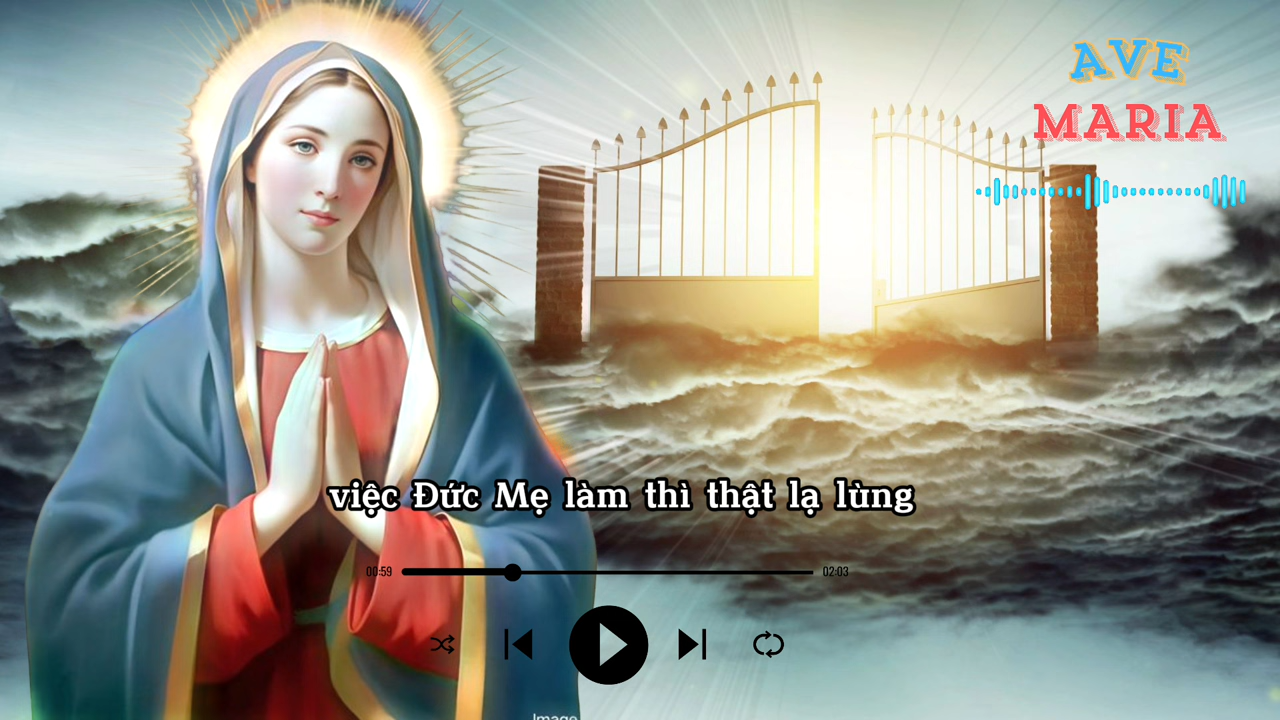 AVE
MARIA
việc Đức Mẹ làm thì thật lạ lùng
00:59
02:03
Image